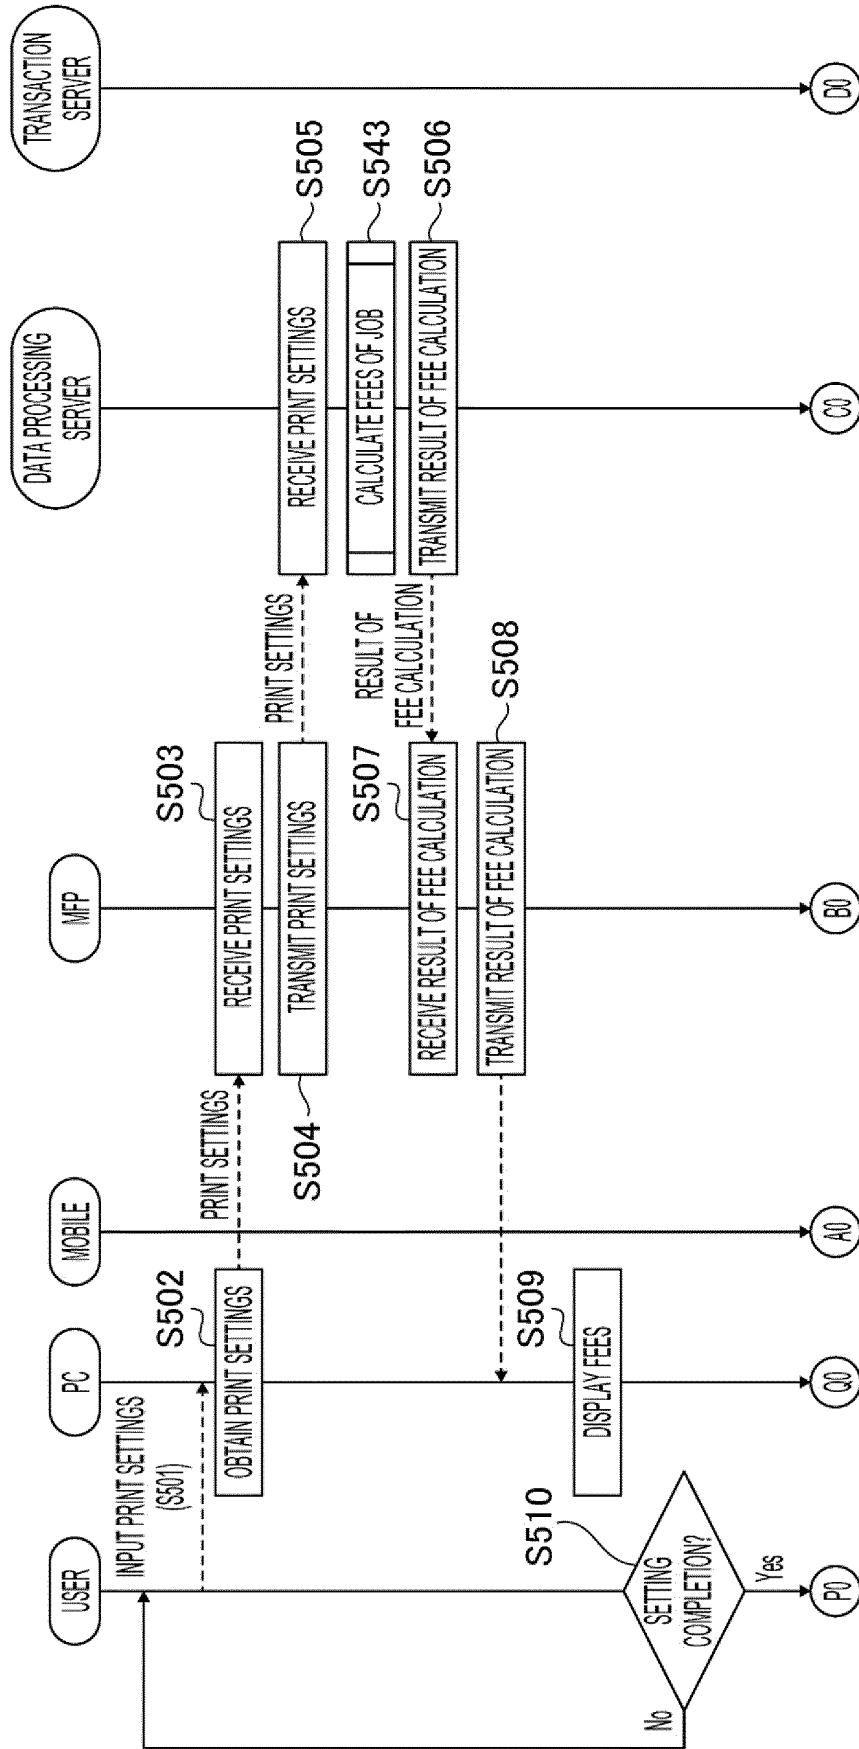 USER
PC
MOBILE
MFP
DATA PROCESSING
SERVER
TRANSACTION
SERVER
INPUT PRINT SETTINGS
(S501)
S502
OBTAIN PRINT SETTINGS
PRINT SETTINGS
S503
RECEIVE PRINT SETTINGS
S504
TRANSMIT PRINT SETTINGS
PRINT SETTINGS
RECEIVE PRINT SETTINGS
S505
CALCULATE FEES OF JOB
S543
TRANSMIT RESULT OF FEE CALCULATION
S506
RESULT OF
FEE CALCULATION
S507
RECEIVE RESULT OF FEE CALCULATION
TRANSMIT RESULT OF FEE CALCULATION
S508
S509
DISPLAY FEES
S510
SETTING
COMPLETION?
No
Yes
P0
Q0
A0
B0
C0
D0